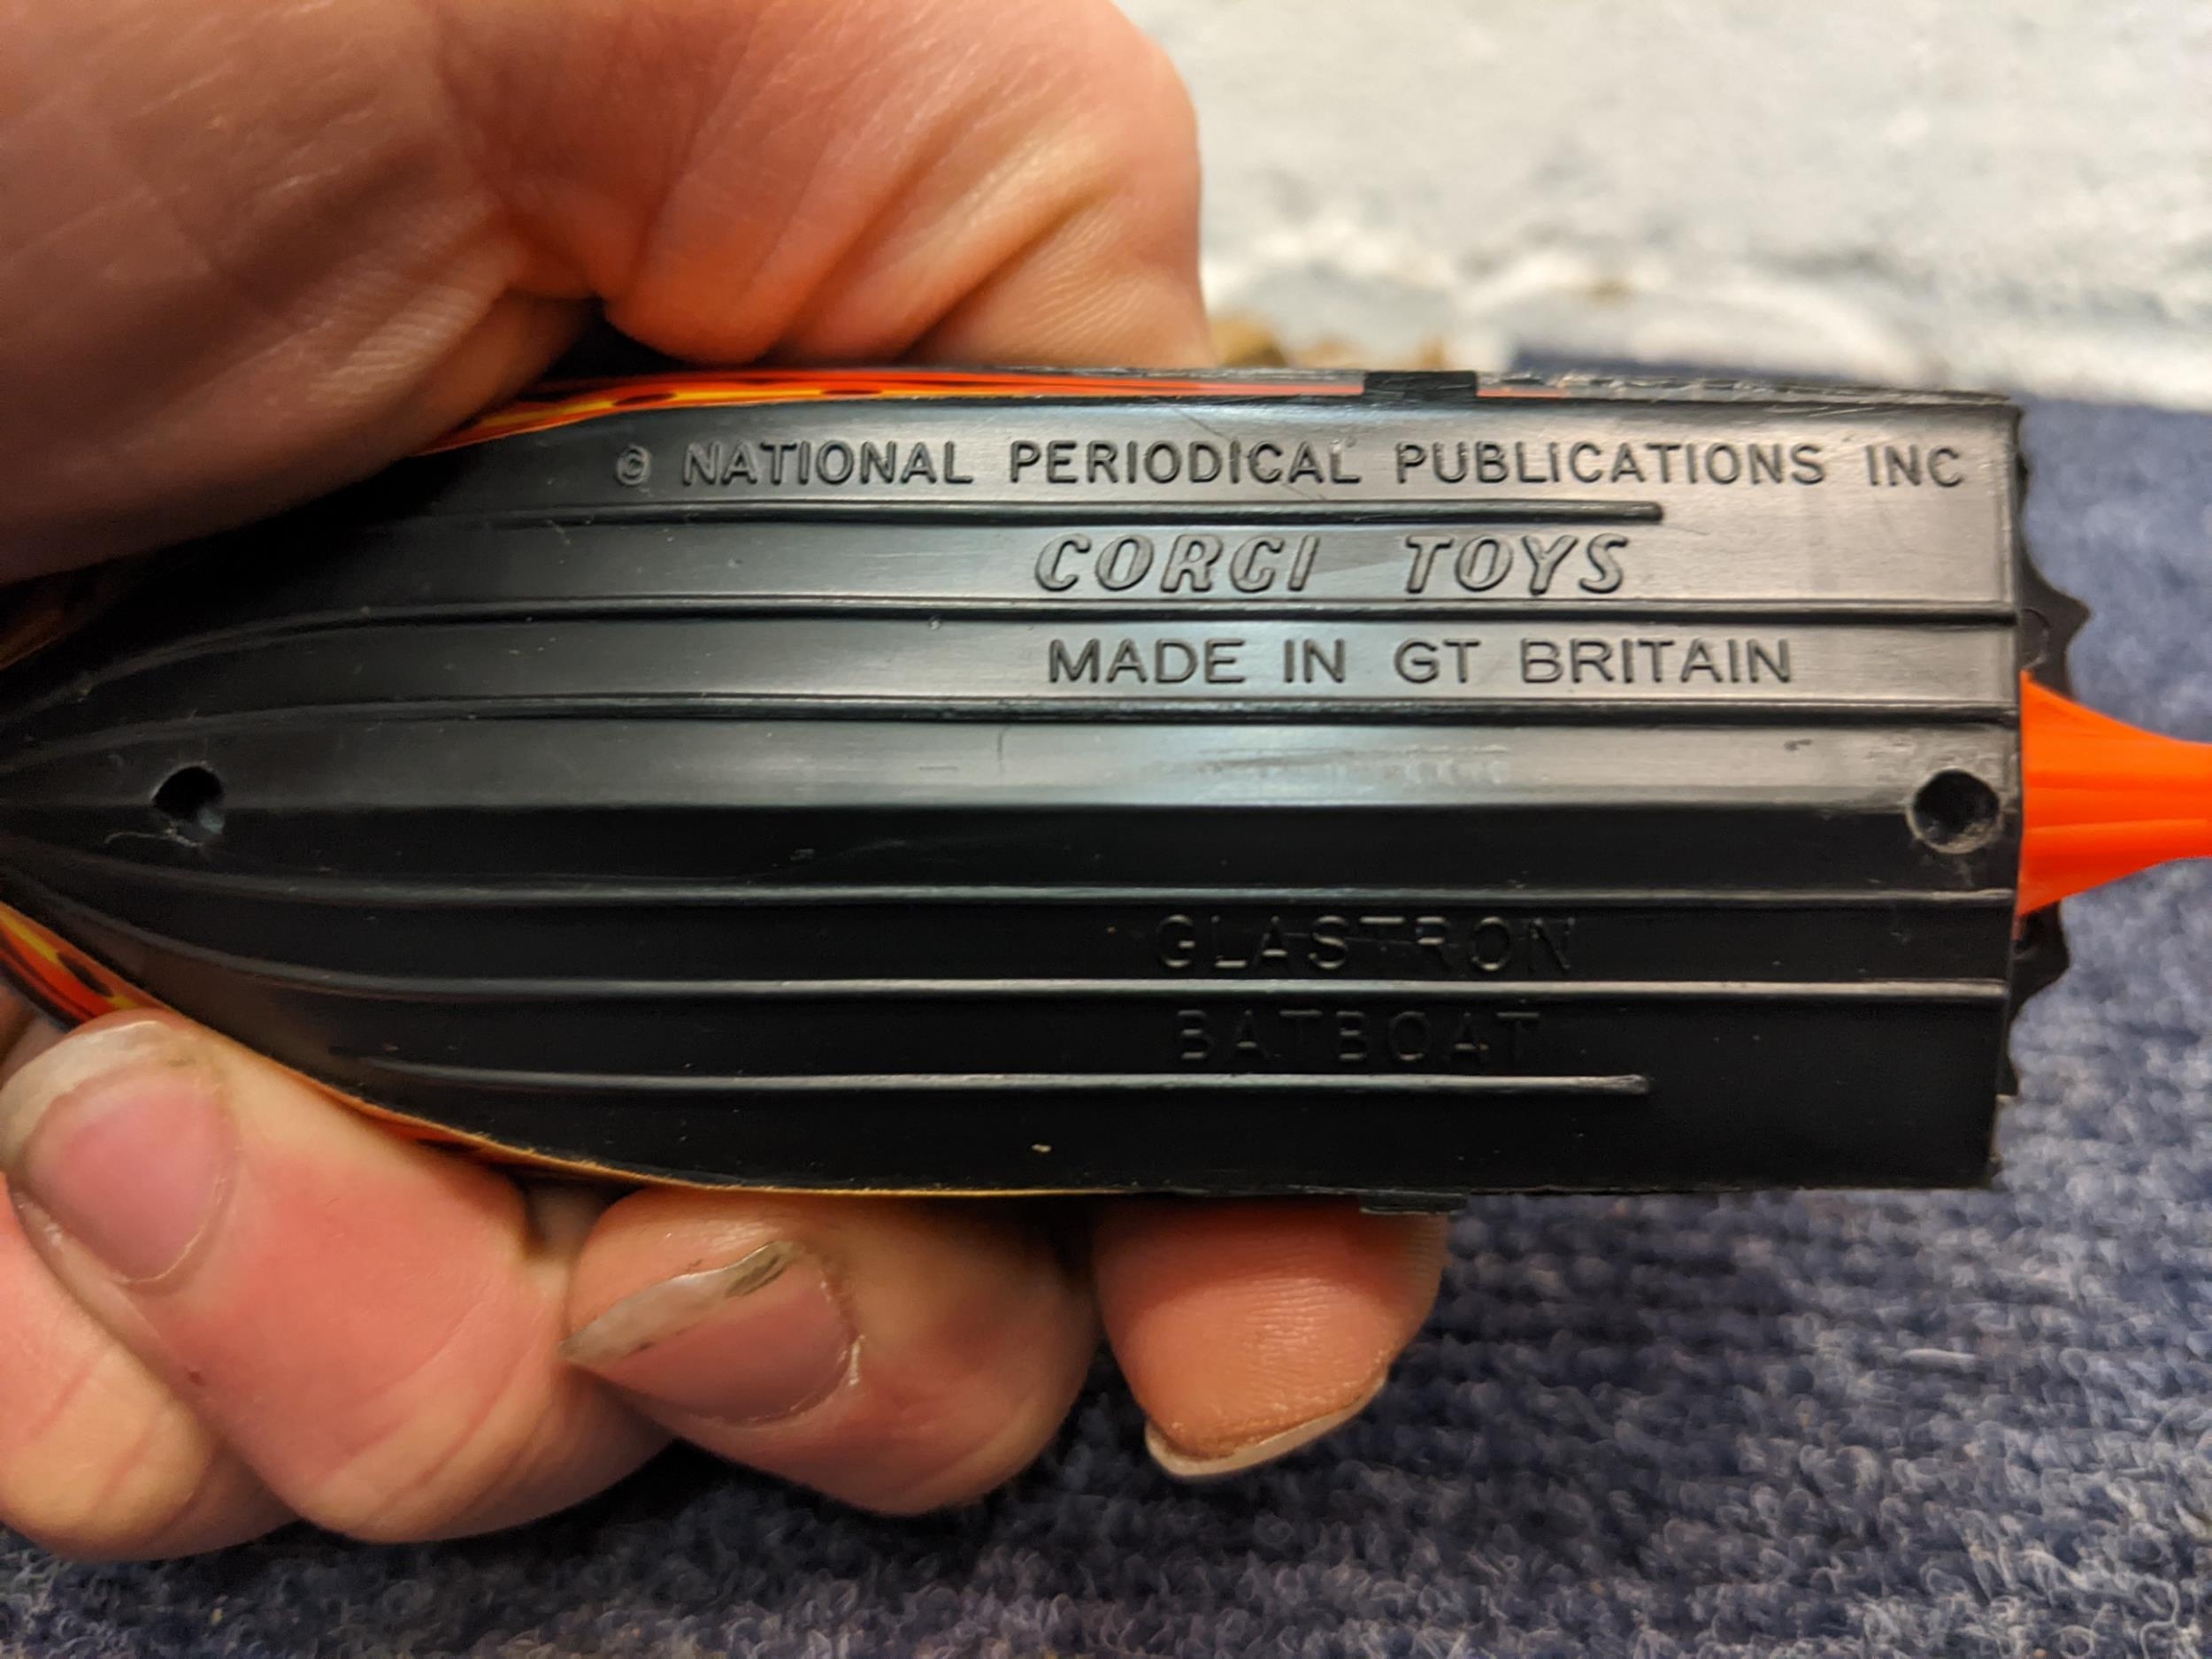 © NATIONAL PERIODICAL PUBLICATIONS INC
CORGI TOYS
MADE IN GT BRITAIN
GLASTRON
BATBOAT